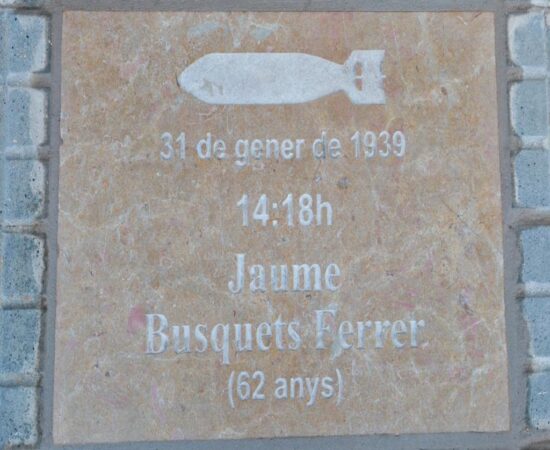 31 de gener de 1939
14:18h
Jaume
Busquets Ferrer
(62 anys)